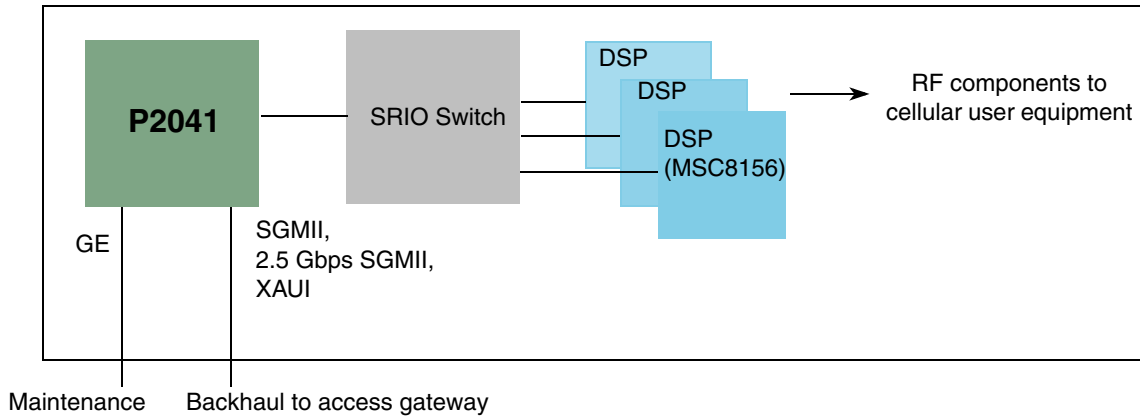 P2041
SRIO Switch
DSP
DSP
DSP
(MSC8156)
RF components to
cellular user equipment
GE
SGMII,
2.5 Gbps SGMII,
XAUI
Maintenance
Backhaul to access gateway